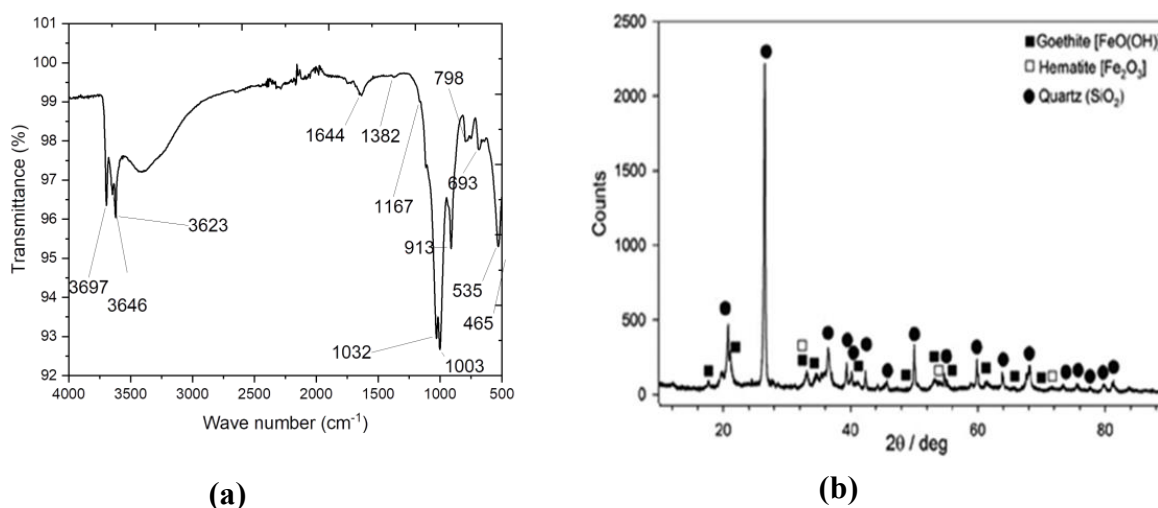 101
100
99
98
97
96
95
94
93
92
Transmittance (%)
3697
3646
3623
1644
1382
1167
798
693
913
535
465
1032
1003
4000 3500 3000 2500 2000 1500 1000 500
Wave number (cm⁻¹)
(a)
2500
2000
1500
1000
500
0
Counts
Goethite [FeO(OH)]
Hematite [Fe₂O₃]
Quartz (SiO₂)
20 40 60 80
2θ / deg
(b)